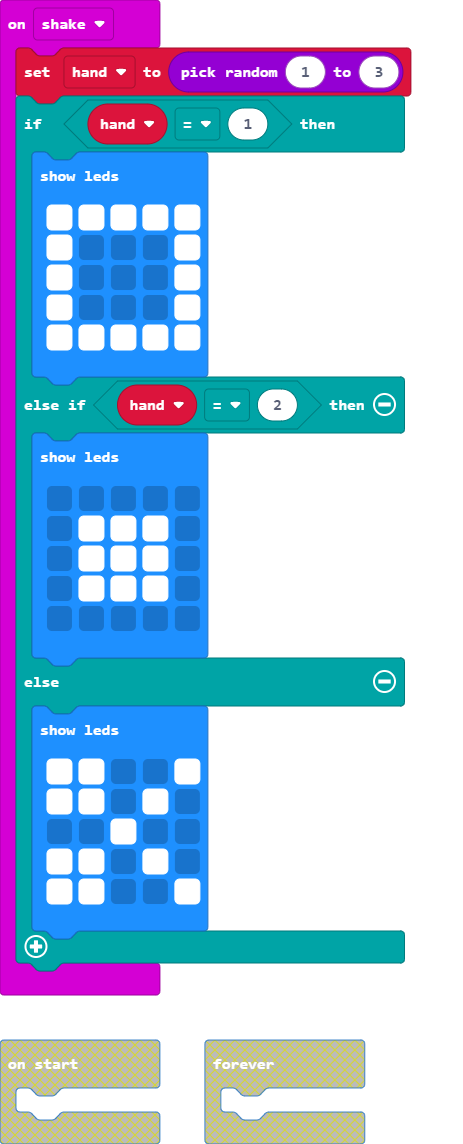 on shake
set hand to pick random 1 to 3
if hand = 1 then
show leds
else if hand = 2 then
show leds
else
show leds
on start forever